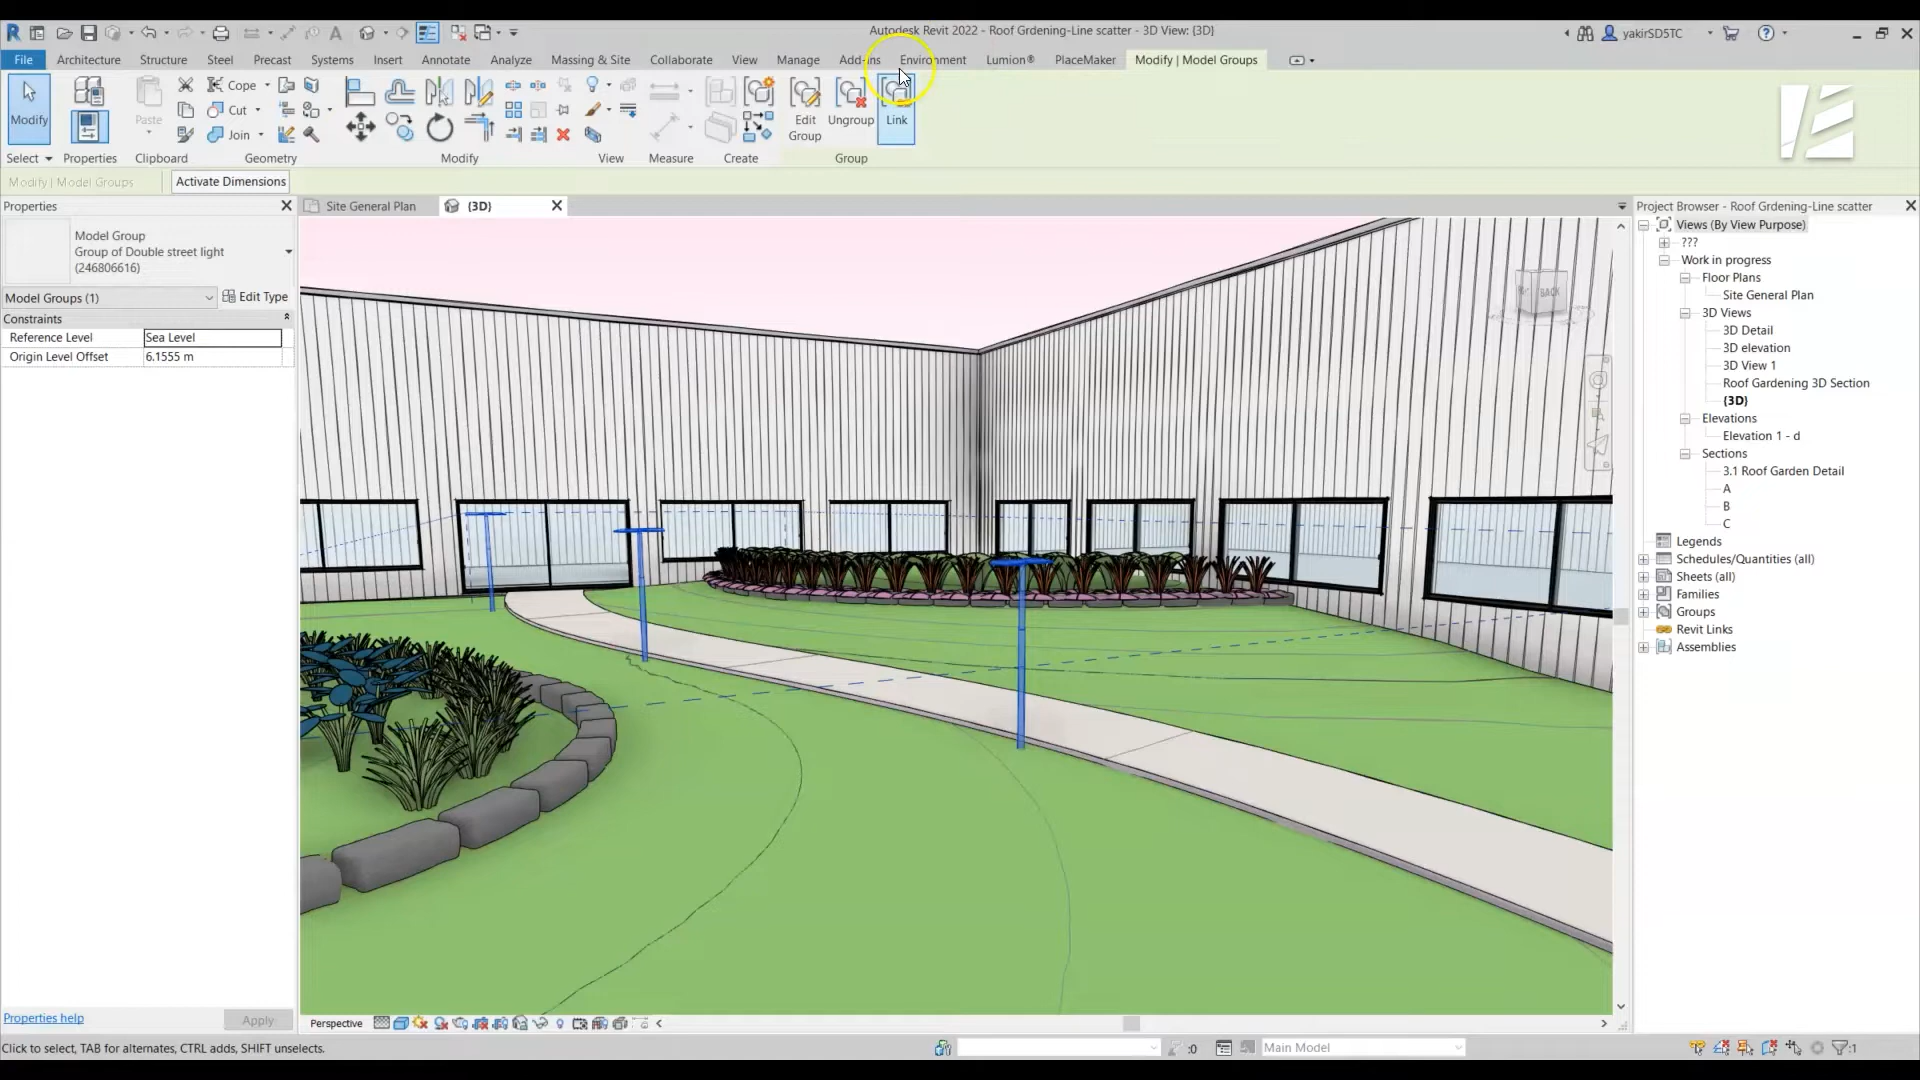 Autodesk Revit 2022 - Roof Grdening-Line scatter - 3D View: {3D}
yakirSD5TC
File Architecture Structure Steel Precast Systems Insert Annotate Analyze Massing & Site Collaborate View Manage Add-Ins Environment Lumion® PlaceMaker Modify | Model Groups
Modify Paste Cope Cut Join Edit Group Ungroup Link
Select Properties Clipboard Geometry Modify View Measure Create Group
Modify | Model Groups Activate Dimensions
Properties
Site General Plan
{3D}
Model Group
Group of Double street light
(246806616)
Model Groups (1) Edit Type
Constraints
Reference Level Sea Level
Origin Level Offset 6.1555 m
Properties help Apply
BACK
Project Browser - Roof Grdening-Line scatter
Views (By View Purpose)
???
Work in progress
Floor Plans
Site General Plan
3D Views
3D Detail
3D elevation
3D View 1
Roof Gardening 3D Section
{3D}
Elevations
Elevation 1 - d
Sections
3.1 Roof Garden Detail
A
B
C
Legends
Schedules/Quantities (all)
Sheets (all)
Families
Groups
Revit Links
Assemblies
Perspective
Click to select, TAB for alternates, CTRL adds, SHIFT unselects.
:0
Main Model
:1